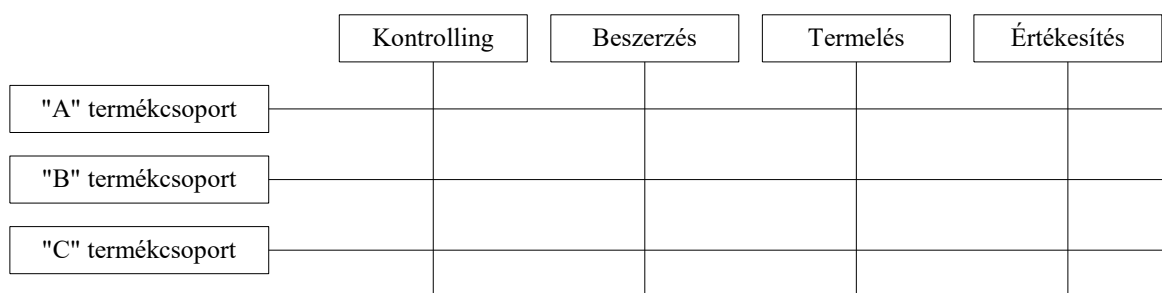 Kontrolling
Beszerzés
Termelés
Értékesítés
"A" termékcsoport
"B" termékcsoport
"C" termékcsoport